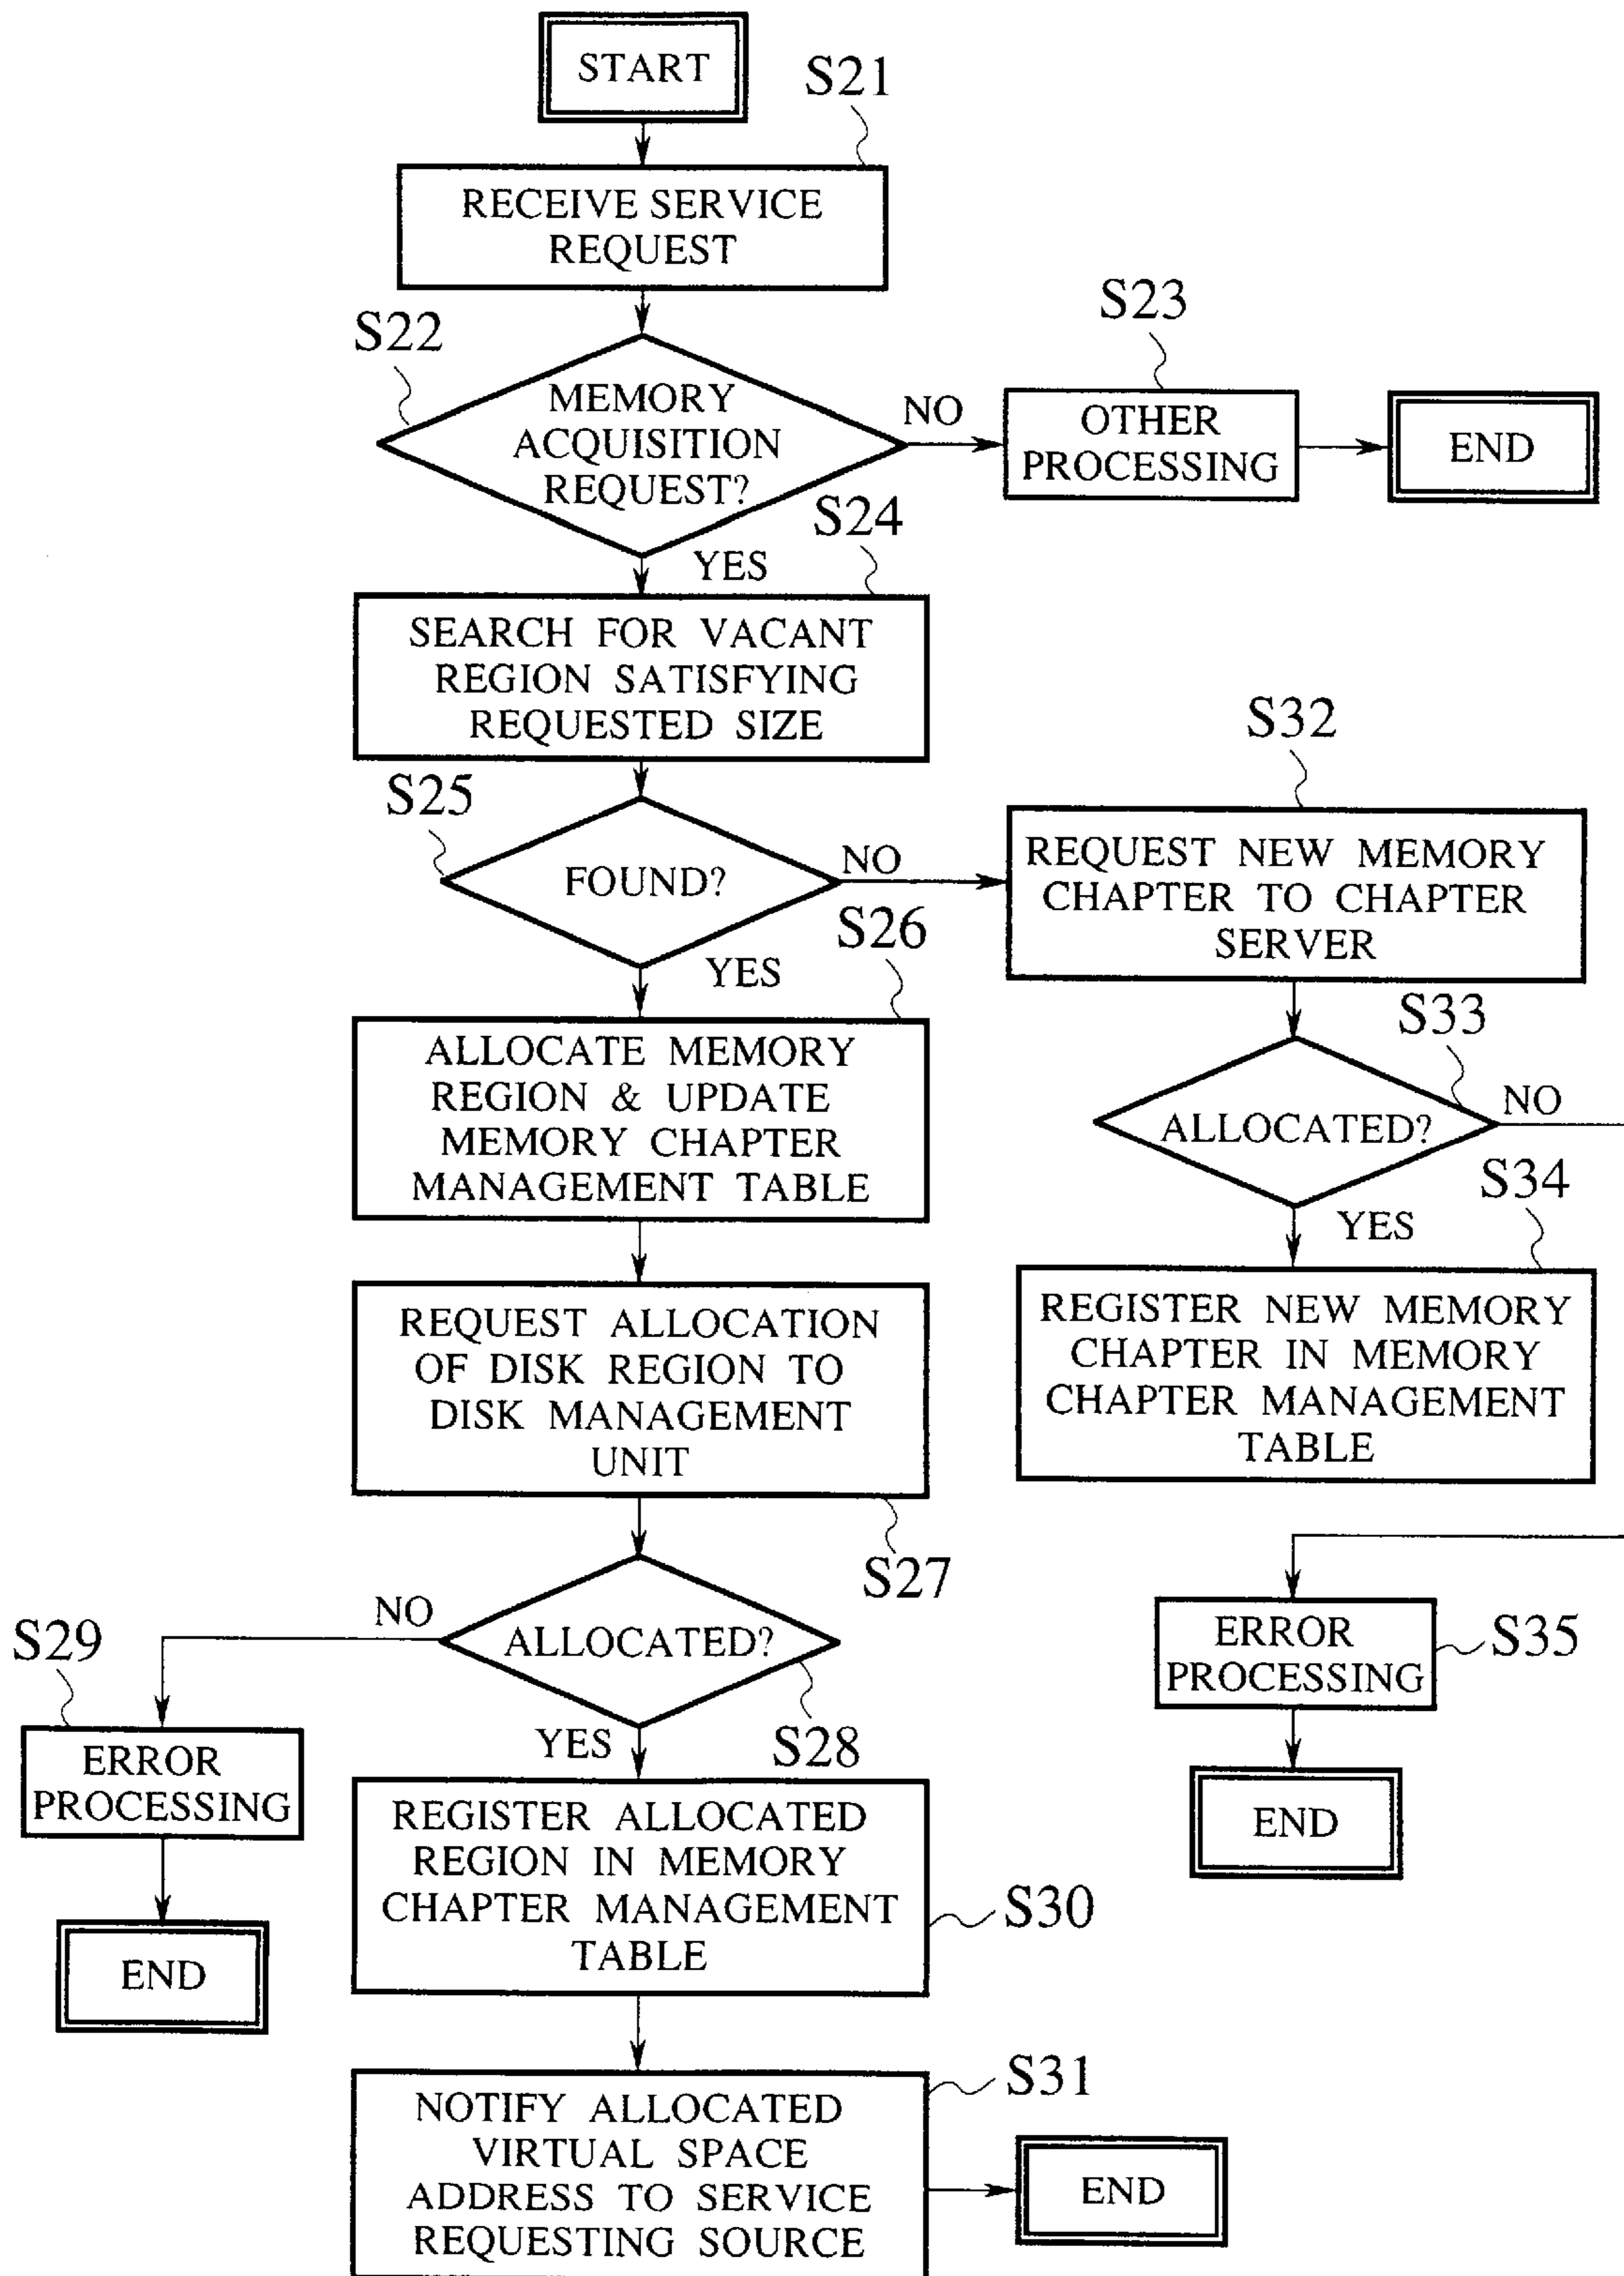 START
S21
RECEIVE SERVICE
REQUEST
S22
MEMORY
ACQUISITION
REQUEST?
NO
S23
OTHER
PROCESSING
END
YES
S24
SEARCH FOR VACANT
REGION SATISFYING
REQUESTED SIZE
S25
FOUND?
NO
S32
REQUEST NEW MEMORY
CHAPTER TO CHAPTER
SERVER
YES
S26
ALLOCATE MEMORY
REGION & UPDATE
MEMORY CHAPTER
MANAGEMENT TABLE
S33
ALLOCATED?
NO
YES
S34
REGISTER NEW MEMORY
CHAPTER IN MEMORY
CHAPTER MANAGEMENT
TABLE
REQUEST ALLOCATION
OF DISK REGION TO
DISK MANAGEMENT
UNIT
S27
ALLOCATED?
S28
NO
S29
ERROR
PROCESSING
END
YES
ERROR
PROCESSING
S35
END
REGISTER ALLOCATED
REGION IN MEMORY
CHAPTER MANAGEMENT
TABLE
S30
NOTIFY ALLOCATED
VIRTUAL SPACE
ADDRESS TO SERVICE
REQUESTING SOURCE
S31
END